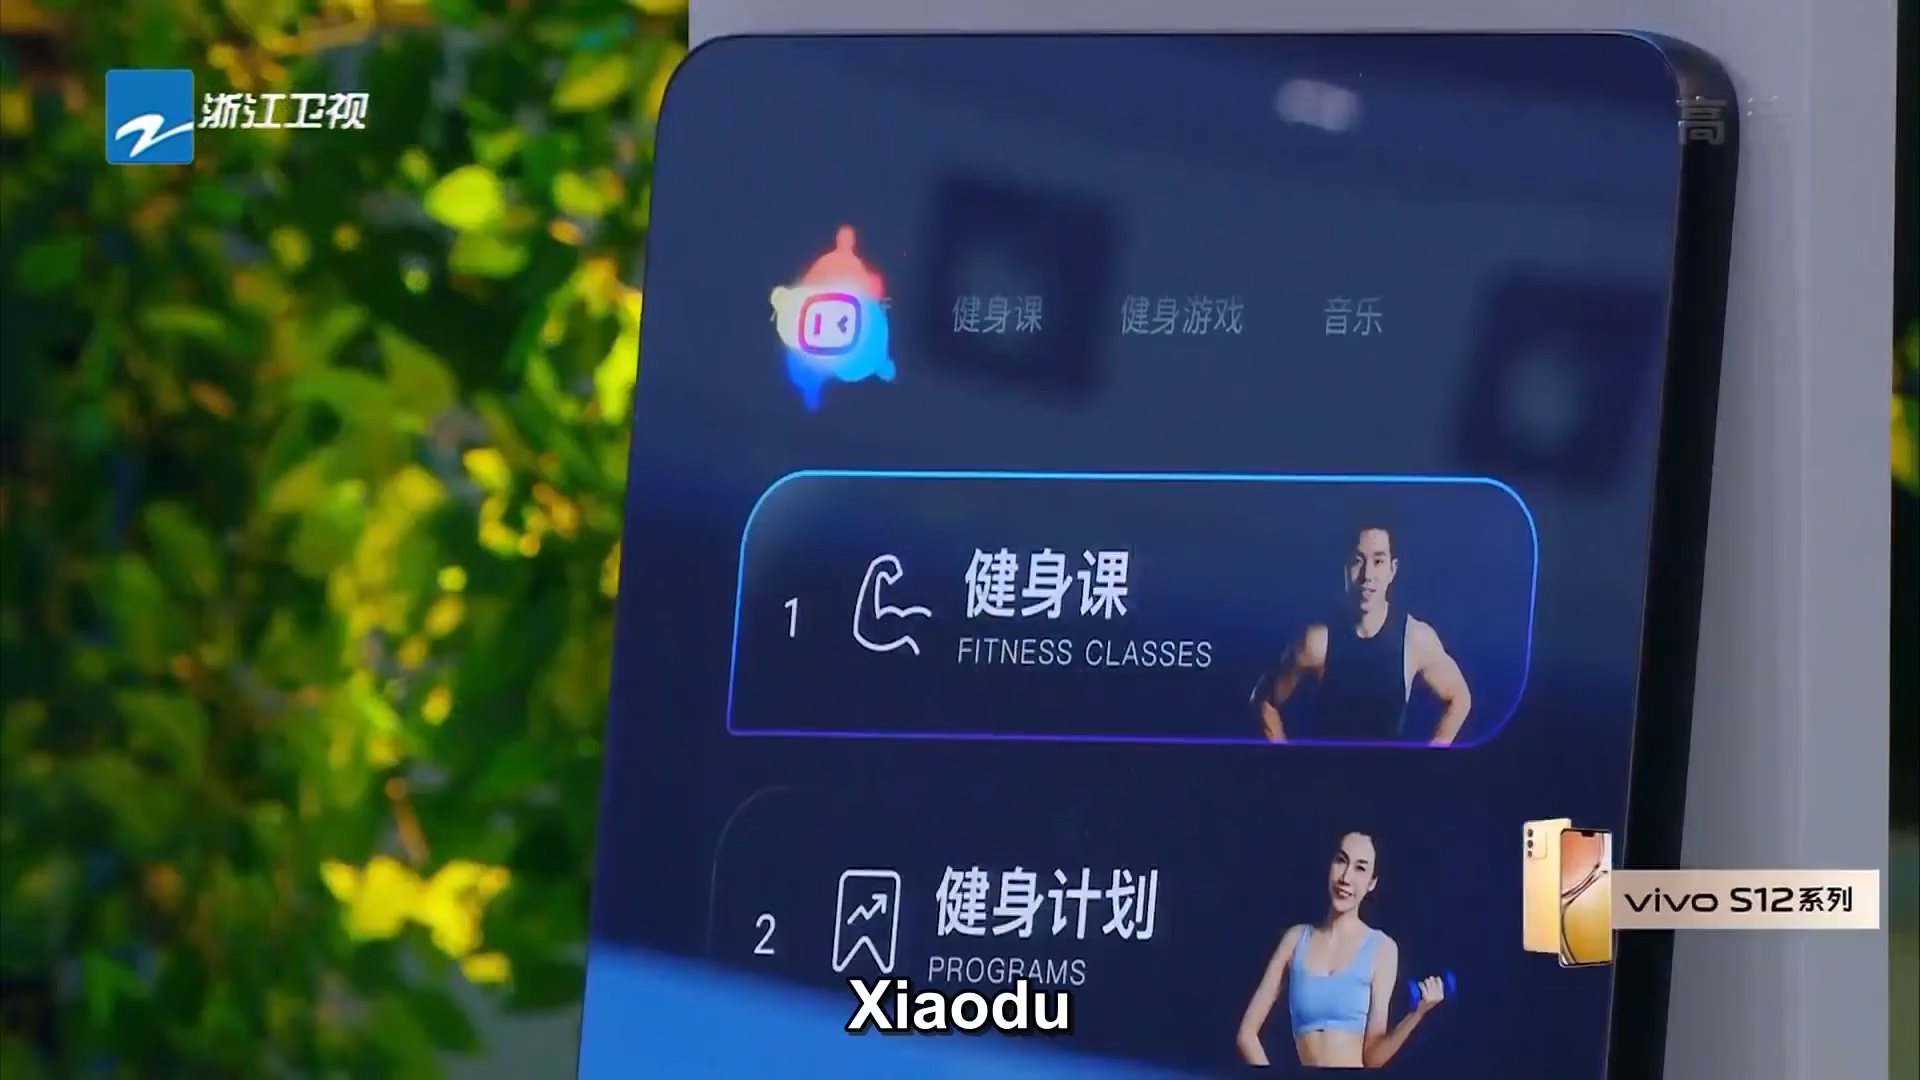 浙江卫视
高
健身课 健身游戏 音乐
1
健身课
FITNESS CLASSES
2
健身计划
PROGRAMS
vivo S12系列
Xiaodu